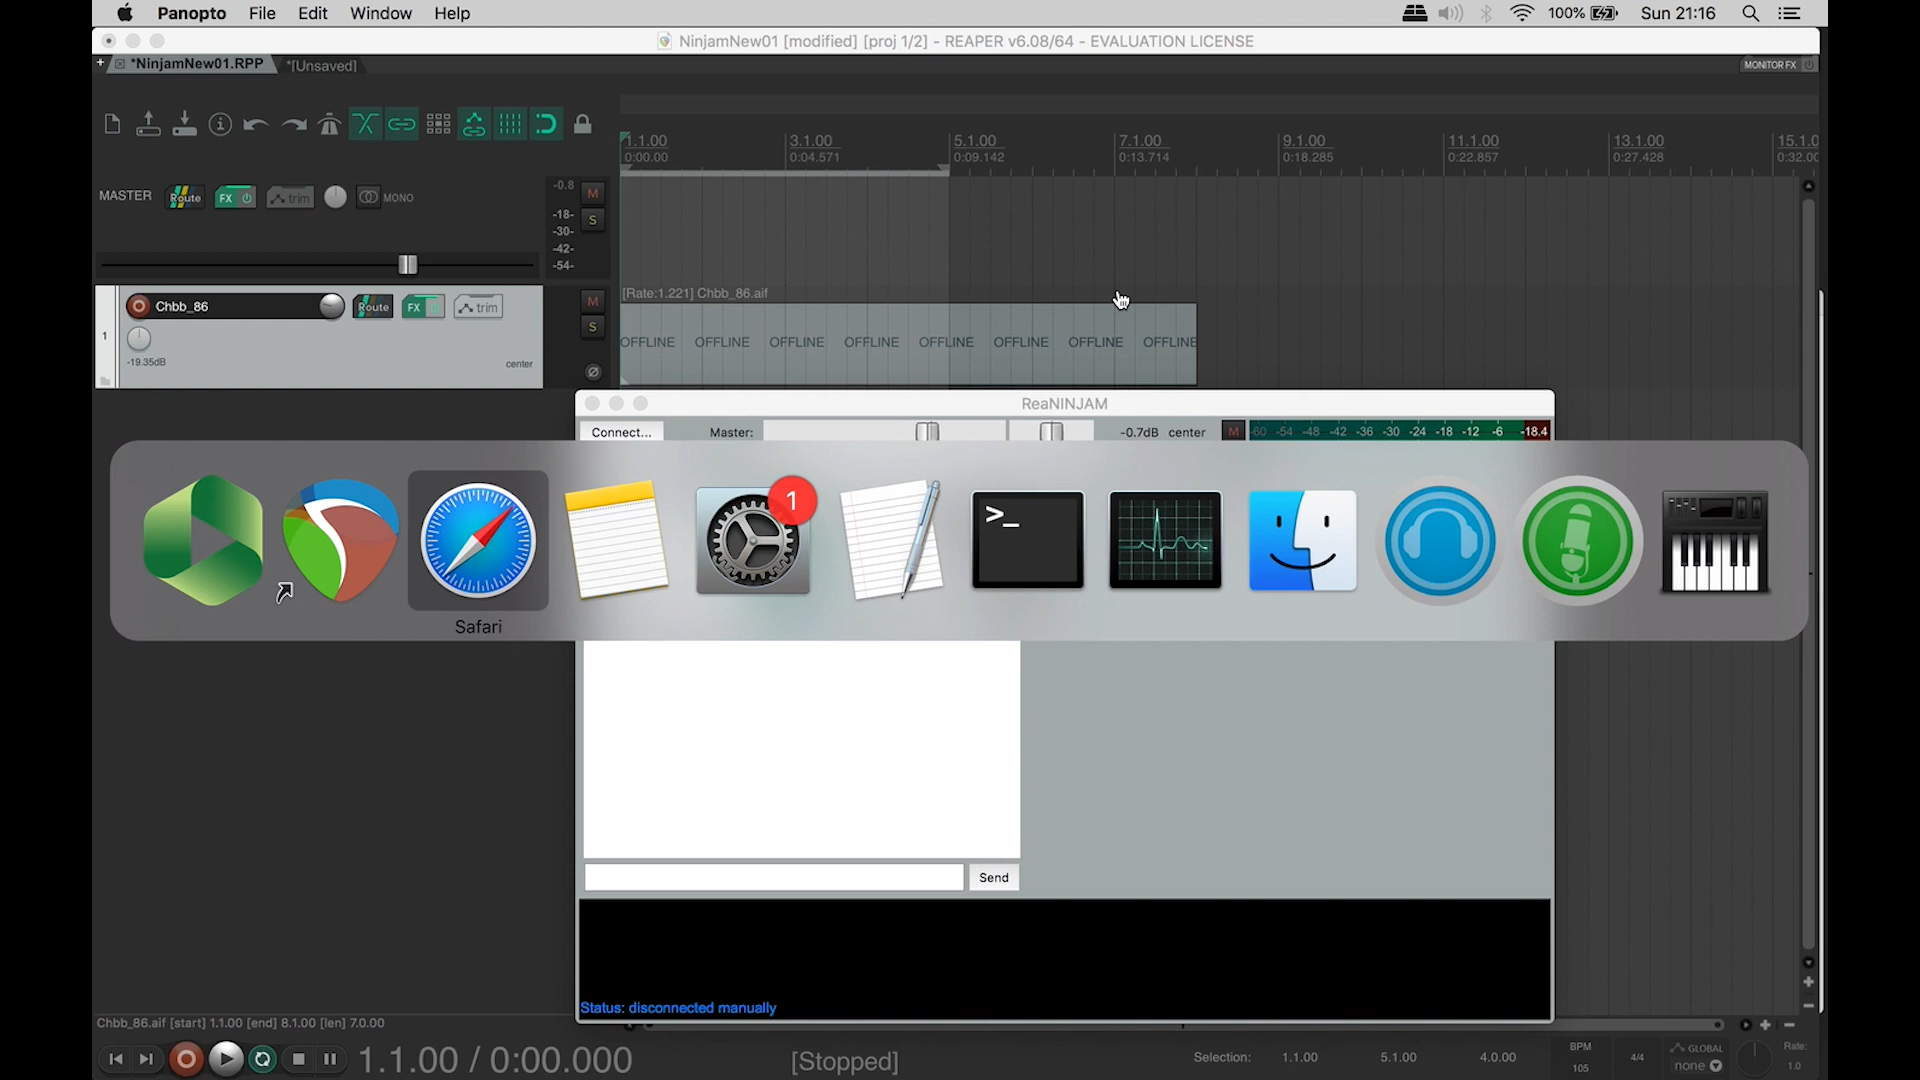 Panopto File Edit Window Help 100% Sun 21:16
NinjamNew01 [modified] [proj 1/2] - REAPER v6.08/64 - EVALUATION LICENSE
+ *NinjamNew01.RPP *[Unsaved] MONITOR FX
1.1.00 3.1.00 5.1.00 7.1.00 9.1.00 11.1.00 13.1.00 15.1.0
0:00.00 0:04.571 0:09.142 0:13.714 0:18.285 0:22.857 0:27.428 0:32.00
MASTER Route FX trim MONO -0.8 M
-18- S
-30-
-42-
-54-
[Rate:1.221] Chbb_86.aif
Chbb_86 Route FX trim M
S
1 OFFLINE OFFLINE OFFLINE OFFLINE OFFLINE OFFLINE OFFLINE OFFLINE
-19.35dB center
ReaNINJAM
Connect... Master: -0.7dB center M -60 -54 -48 -42 -36 -30 -24 -18 -12 -6 -18.4
1
>_
Safari
Send
Status: disconnected manually
Chbb_86.aif [start] 1.1.00 [end] 8.1.00 [len] 7.0.00
1.1.00 / 0:00.000 [Stopped] Selection: 1.1.00 5.1.00 4.0.00 BPM 105 4/4 GLOBAL none Rate: 1.0